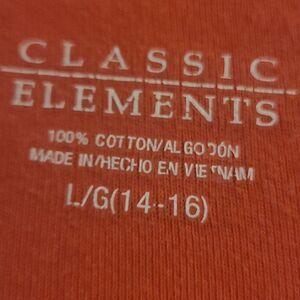 CLASSIC
ELEMENTS
100% COTTON/ALGODÓN
MADE IN/HECHO EN VIETNAM
L/G(14-16)